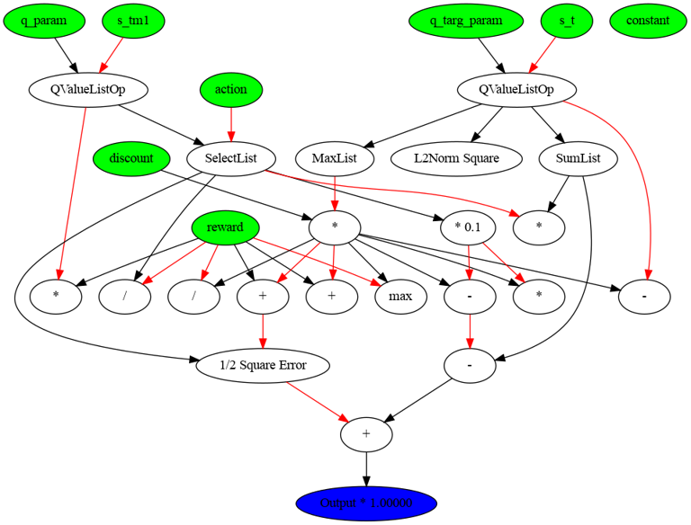 q_param
s_tm1
q_targ_param
s_t
constant
QValueListOp
action
QValueListOp
discount
SelectList
MaxList
L2Norm Square
SumList
reward
*
* 0.1
*
*
/
/
+
+
max
-
*
-
1/2 Square Error
-
+
Output * 1.00000